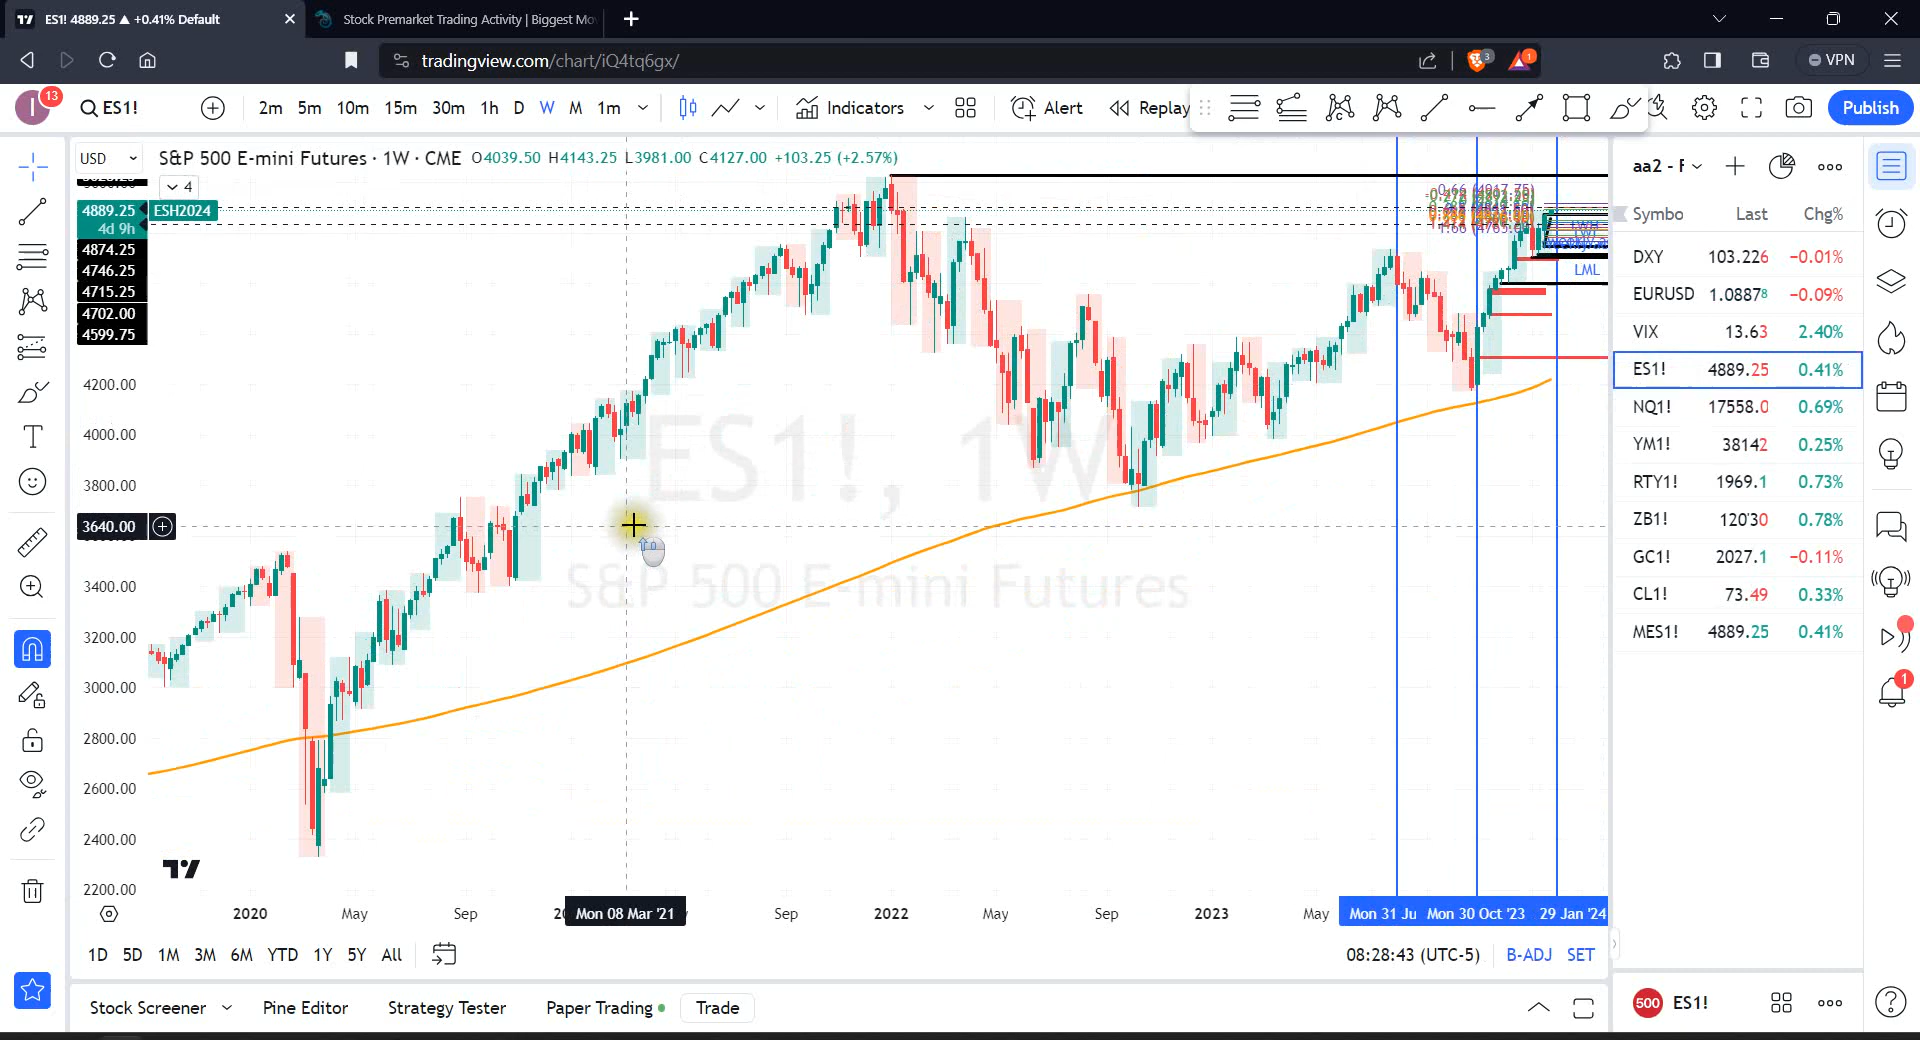 ES1! 4889.25 ▲ +0.41% Default
Stock Premarket Trading Activity | Biggest Mo
tradingview.com/chart/iQ4tq6gx/
3
1
VPN
I
13
ES1!
2m 5m 10m 15m 30m 1h D W M 1m
Indicators
Alert
Replay
Publish
USD
S&P 500 E-mini Futures · 1W · CME O4039.50 H4143.25 L3981.00 C4127.00 +103.25 (+2.57%)
4
4889.25
ESH2024
4d 9h
4874.25
4746.25
4715.25
4702.00
4599.75
4200.00
4000.00
3800.00
3640.00
3400.00
3200.00
3000.00
2800.00
2600.00
2400.00
2200.00
0.66 (4917.75)
LML
ES1!, 1W
S&P 500 E-mini Futures
2020 May Sep Mon 08 Mar '21 Sep 2022 May Sep 2023 May Mon 31 Ju Mon 30 Oct '23 29 Jan '24
1D 5D 1M 3M 6M YTD 1Y 5Y All
08:28:43 (UTC-5) B-ADJ SET
Stock Screener Pine Editor Strategy Tester Paper Trading Trade
aa2 - F
Symbo Last Chg%
DXY 103.226 −0.01%
EURUSD 1.08878 −0.09%
VIX 13.63 2.40%
ES1! 4889.25 0.41%
NQ1! 17558.0 0.69%
YM1! 38142 0.25%
RTY1! 1969.1 0.73%
ZB1! 120'30 0.78%
GC1! 2027.1 −0.11%
CL1! 73.49 0.33%
MES1! 4889.25 0.41%
1
500 ES1!